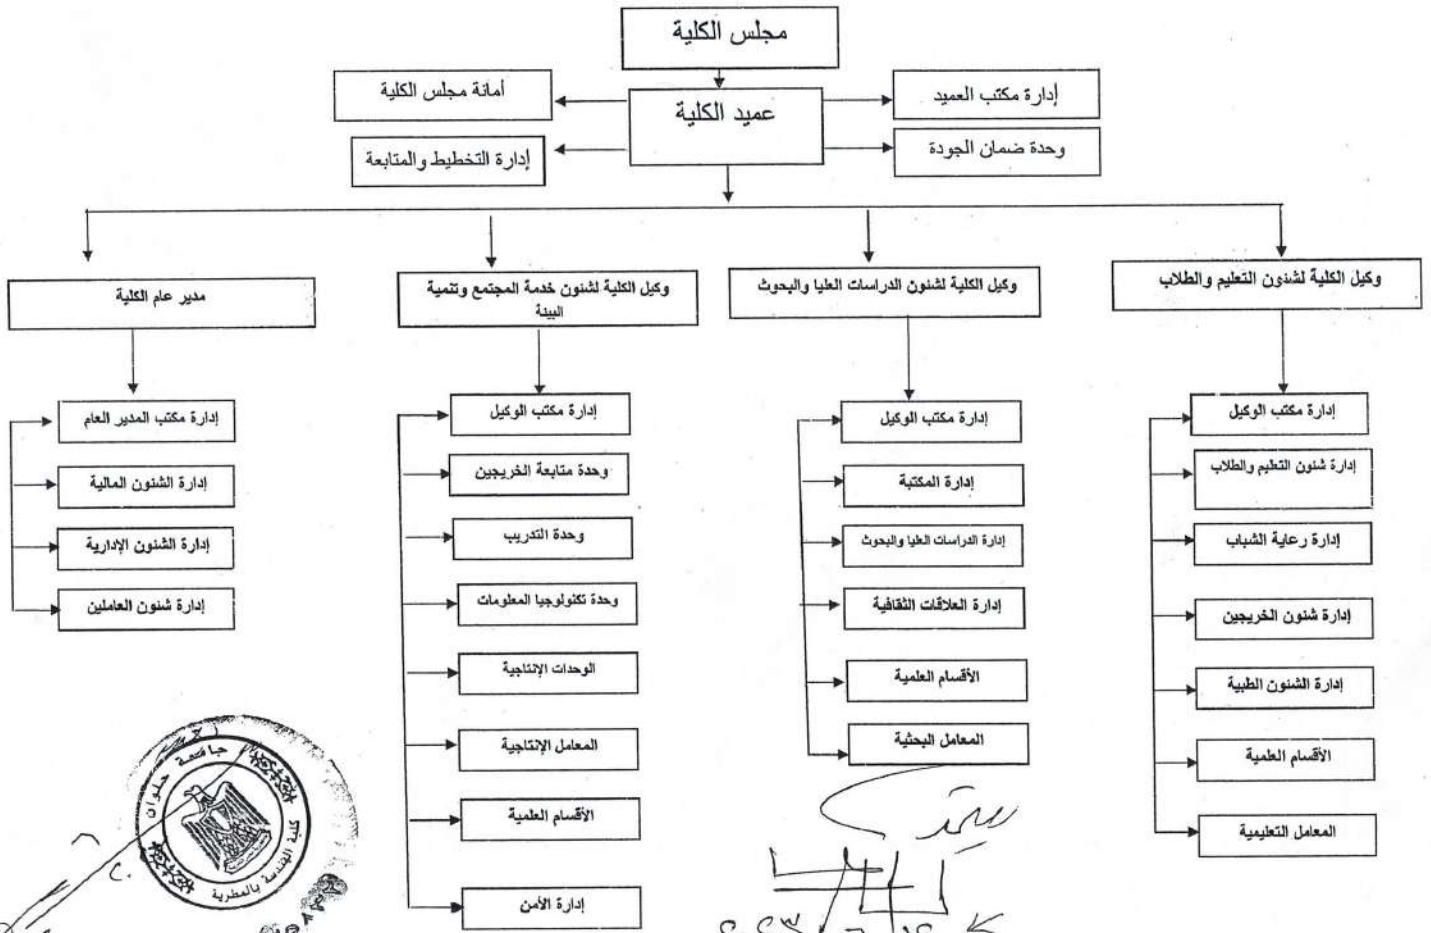 مجلس الكلية
عميد الكلية
إدارة مكتب العميد
أمانة مجلس الكلية
وحدة ضمان الجودة
إدارة التخطيط والمتابعة
وكيل الكلية لشئون التعليم والطلاب
وكيل الكلية لشئون الدراسات العليا والبحوث
وكيل الكلية لشئون خدمة المجتمع وتنمية
البيئة
مدير عام الكلية
إدارة مكتب الوكيل
إدارة شئون التعليم والطلاب
إدارة رعاية الشباب
إدارة شئون الخريجين
إدارة الشئون الطبية
الأقسام العلمية
المعامل التعليمية
إدارة مكتب الوكيل
إدارة المكتبة
إدارة الدراسات العليا والبحوث
إدارة العلاقات الثقافية
الأقسام العلمية
المعامل البحثية
إدارة مكتب الوكيل
وحدة متابعة الخريجين
وحدة التدريب
وحدة تكنولوجيا المعلومات
الوحدات الإنتاجية
المعامل الإنتاجية
الأقسام العلمية
إدارة الأمن
إدارة مكتب المدير العام
إدارة الشئون المالية
إدارة الشئون الإدارية
إدارة شئون العاملين
جامعة حلوان
كلية الهندسة بالمطرية
يعتمد